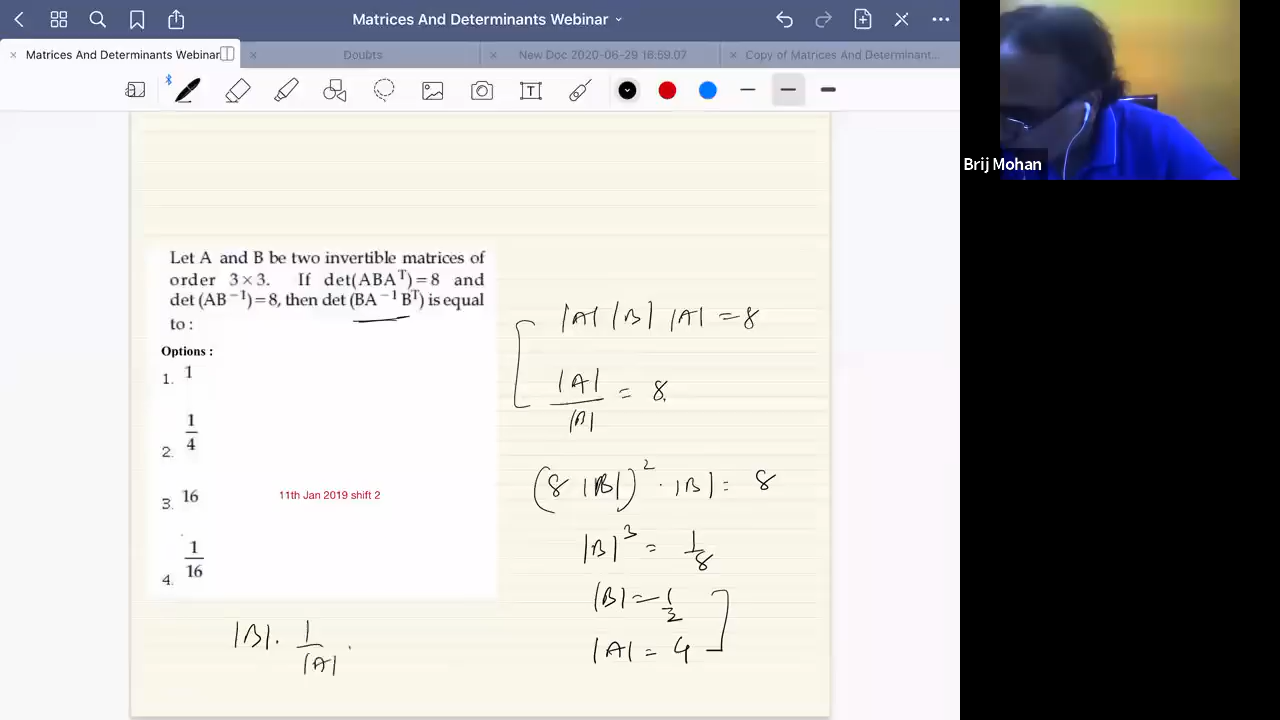 Matrices And Determinants Webinar
Matrices And Determinants Webinar
Doubts
New Doc 2020-06-29 16:59.07
Copy of Matrices And Determinant...
Brij Mohan
Let A and B be two invertible matrices of
order 3×3. If det(ABAᵀ)=8 and
det (AB⁻¹)=8, then det (BA⁻¹ Bᵀ) is equal
to :
Options :
1. 1
2. 1/4
3. 16
11th Jan 2019 shift 2
4. 1/16
|A| |B| |A| = 8
|A|/|B| = 8.
(8 |B|)² · |B| = 8
|B|³ = 1/8
|B| = 1/2
|A| = 4
|B| · 1/|A| ·